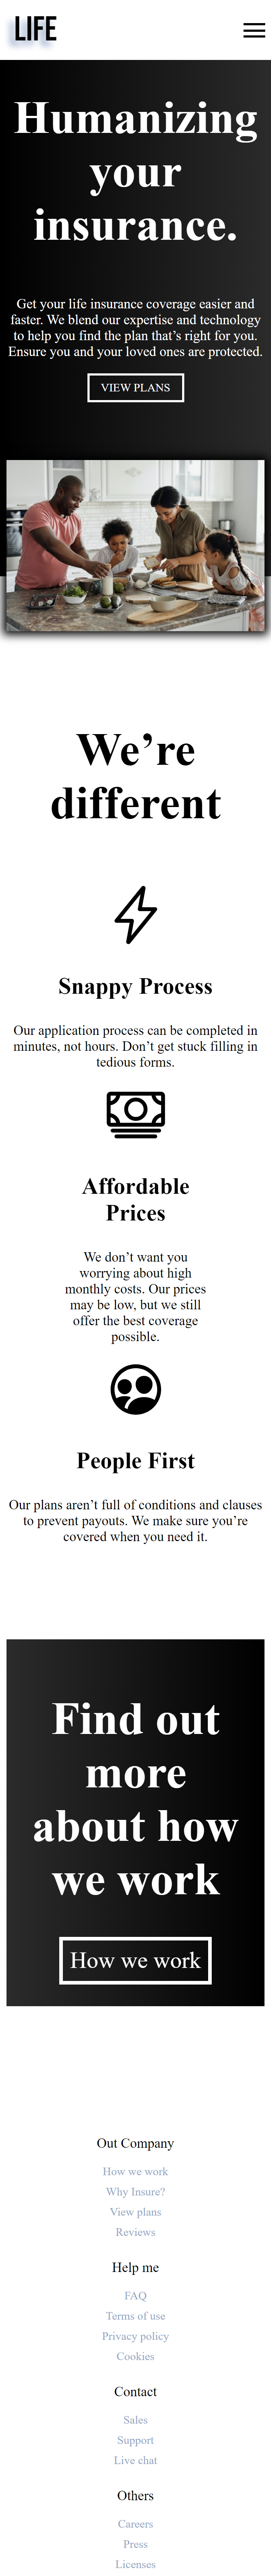 LIFE
Humanizing
your
insurance.
Get your life insurance coverage easier and
faster. We blend our expertise and technology
to help you find the plan that's right for you.
Ensure you and your loved ones are protected.
VIEW PLANS
We're
different
Snappy Process
Our application process can be completed in
minutes, not hours. Don't get stuck filling in
tedious forms.
Affordable
Prices
We don't want you
worrying about high
monthly costs. Our prices
may be low, but we still
offer the best coverage
possible.
People First
Our plans aren't full of conditions and clauses
to prevent payouts. We make sure you're
covered when you need it.
Find out
more
about how
we work
How we work
Out Company
How we work
Why Insure?
View plans
Reviews
Help me
FAQ
Terms of use
Privacy policy
Cookies
Contact
Sales
Support
Live chat
Others
Careers
Press
Licenses